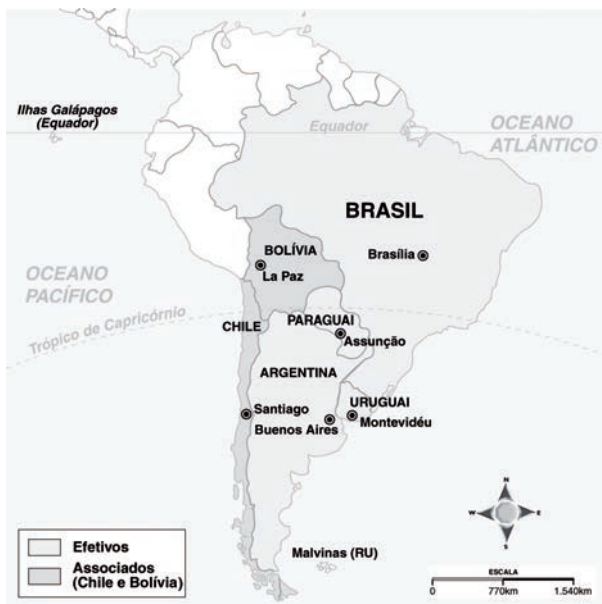 Ilhas Galápagos
(Equador)
Equador
OCEANO
ATLÂNTICO
BRASIL
Brasília
BOLÍVIA
La Paz
OCEANO
PACÍFICO
Trópico de Capricórnio
CHILE
PARAGUAI
Assunção
ARGENTINA
Santiago
Buenos Aires
URUGUAI
Montevidéu
N
W
E
S
Efetivos
Associados
(Chile e Bolívia)
Malvinas (RU)
ESCALA
0 770km 1.540km